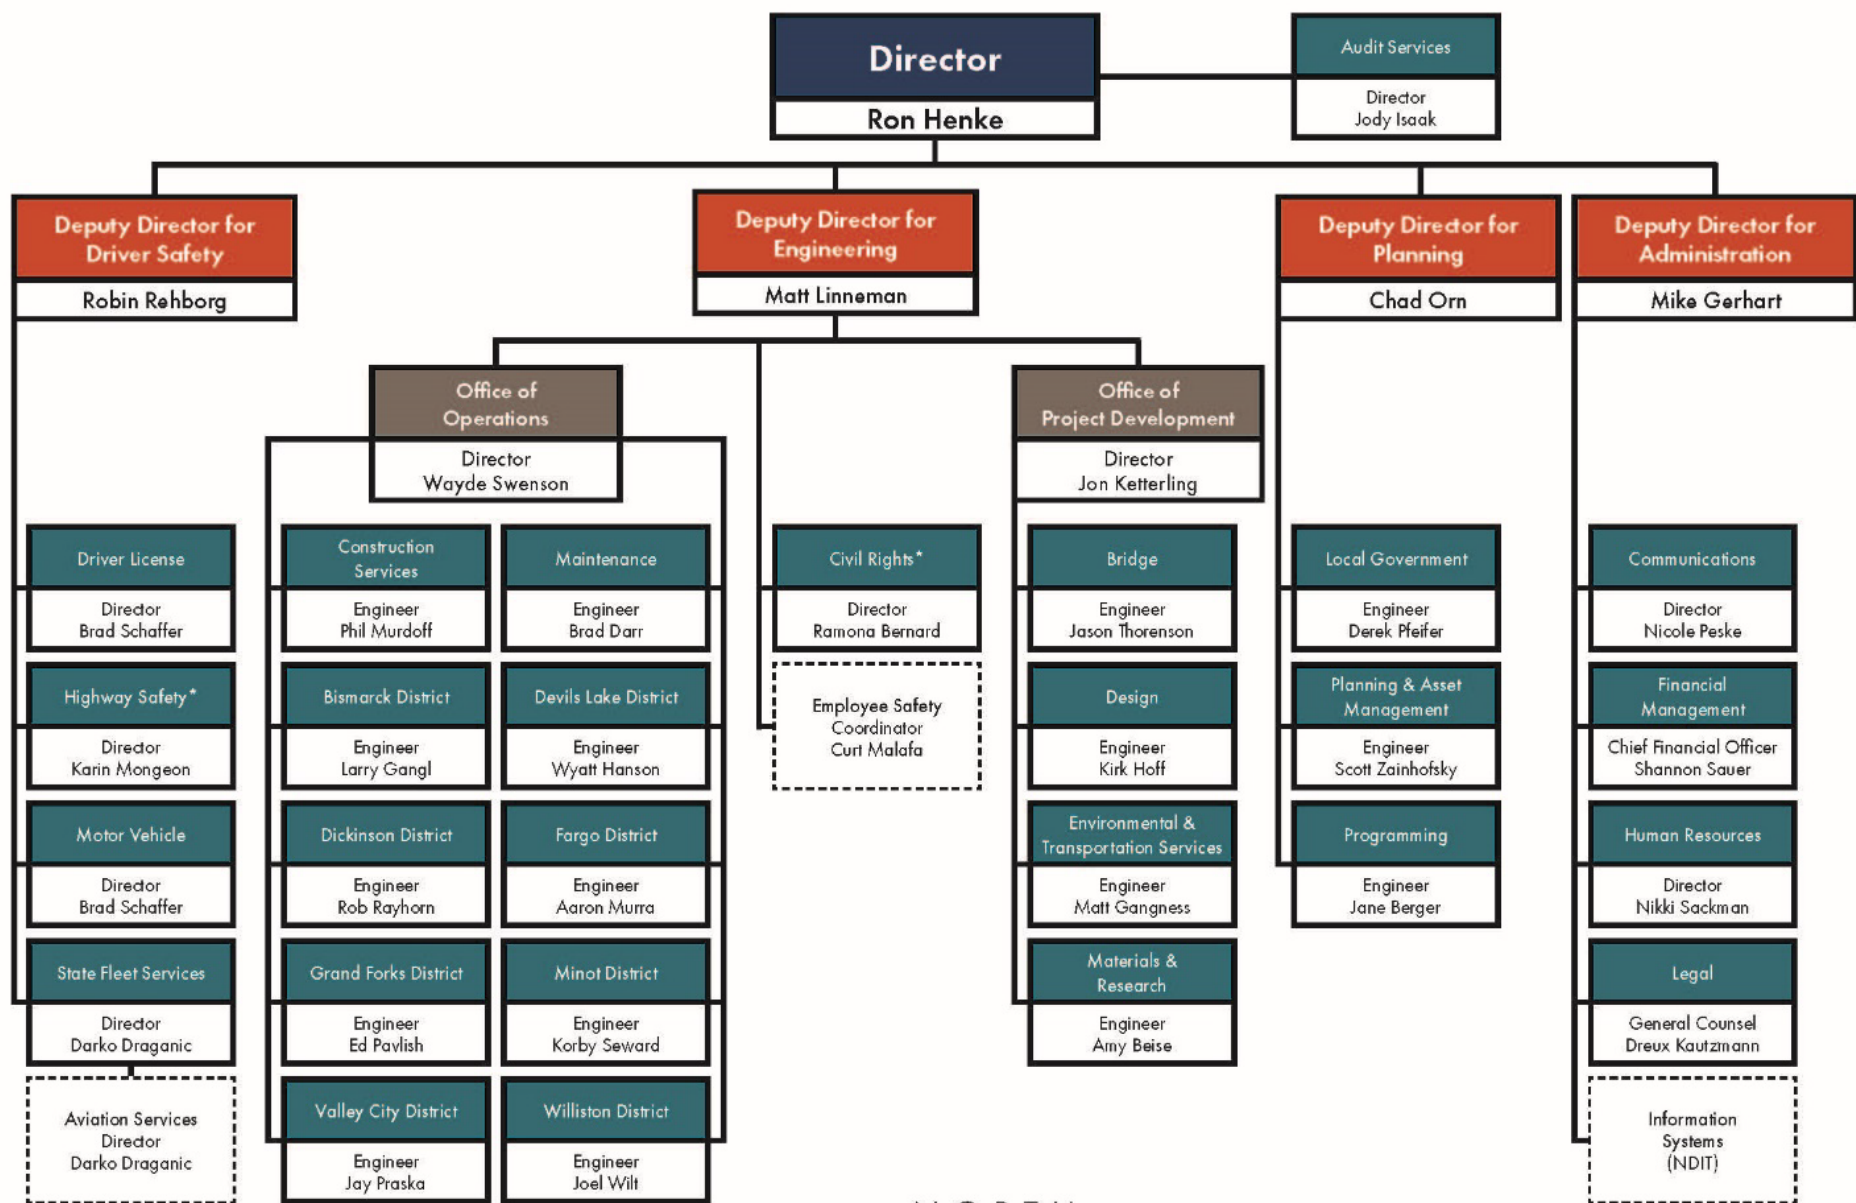 Director
Ron Henke
Audit Services
Director
Jody Isaak
Deputy Director for
Driver Safety
Robin Rehborg
Deputy Director for
Engineering
Matt Linneman
Deputy Director for
Planning
Chad Orn
Deputy Director for
Administration
Mike Gerhart
Office of
Operations
Director
Wayde Swenson
Office of
Project Development
Director
Jon Ketterling
Driver License
Director
Brad Schaffer
Highway Safety*
Director
Karin Mongeon
Motor Vehicle
Director
Brad Schaffer
State Fleet Services
Director
Darko Draganic
Aviation Services
Director
Darko Draganic
Construction
Services
Engineer
Phil Murdoff
Maintenance
Engineer
Brad Darr
Bismarck District
Engineer
Larry Gangl
Devils Lake District
Engineer
Wyatt Hanson
Dickinson District
Engineer
Rob Rayhorn
Fargo District
Engineer
Aaron Murra
Grand Forks District
Engineer
Ed Pavlish
Minot District
Engineer
Korby Seward
Valley City District
Engineer
Jay Praska
Williston District
Engineer
Joel Wilt
Civil Rights*
Director
Ramona Bernard
Employee Safety
Coordinator
Curt Malafa
Bridge
Engineer
Jason Thorenson
Design
Engineer
Kirk Hoff
Environmental &
Transportation Services
Engineer
Matt Gangness
Materials &
Research
Engineer
Amy Beise
Local Government
Engineer
Derek Pfeifer
Planning & Asset
Management
Engineer
Scott Zainhofsky
Programming
Engineer
Jane Berger
Communications
Director
Nicole Peske
Financial
Management
Chief Financial Officer
Shannon Sauer
Human Resources
Director
Nikki Sackman
Legal
General Counsel
Dreux Kautzmann
Information
Systems
(NDIT)